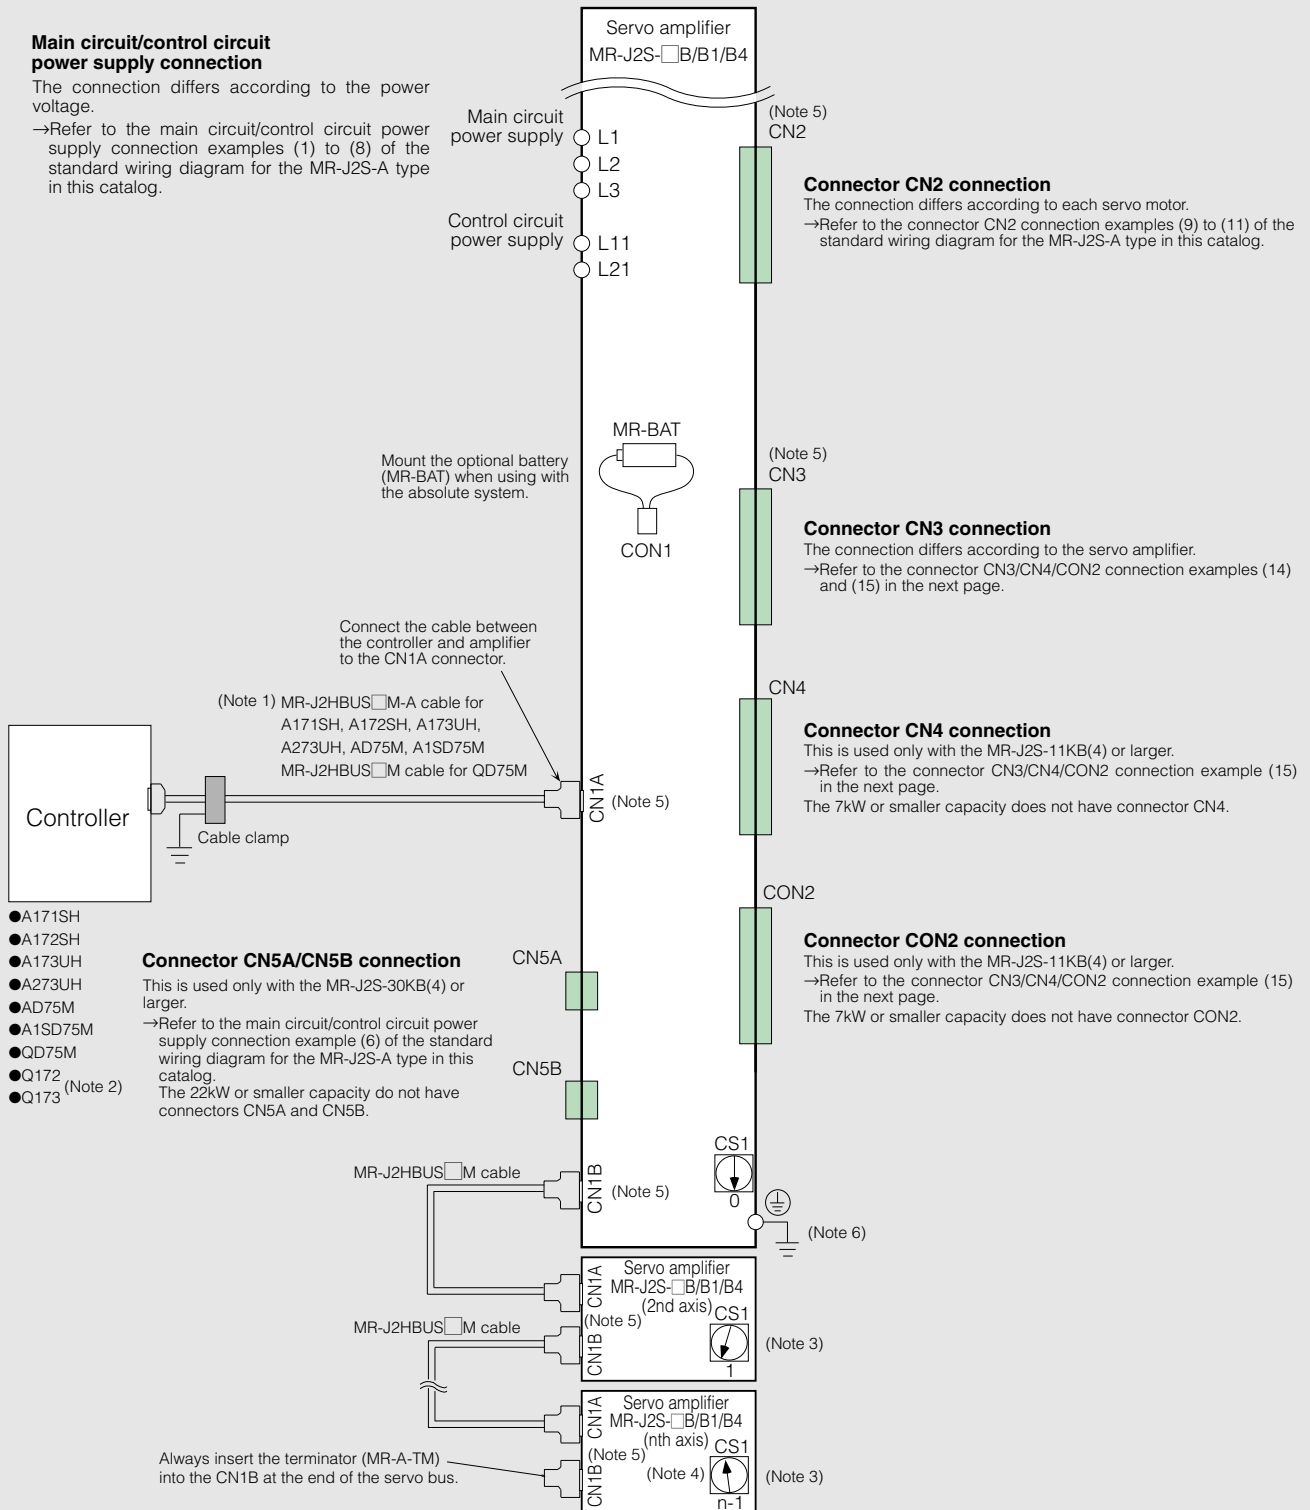 Servo amplifier
MR-J2S-□B/B1/B4
Main circuit/control circuit
power supply connection
The connection differs according to the power
voltage.
→Refer to the main circuit/control circuit power
supply connection examples (1) to (8) of the
standard wiring diagram for the MR-J2S-A type
in this catalog.
Main circuit
power supply
L1
L2
L3
Control circuit
power supply
L11
L21
(Note 5)
CN2
Connector CN2 connection
The connection differs according to each servo motor.
→Refer to the connector CN2 connection examples (9) to (11) of the
standard wiring diagram for the MR-J2S-A type in this catalog.
MR-BAT
Mount the optional battery
(MR-BAT) when using with
the absolute system.
CON1
(Note 5)
CN3
Connector CN3 connection
The connection differs according to the servo amplifier.
→Refer to the connector CN3/CN4/CON2 connection examples (14)
and (15) in the next page.
Connect the cable between
the controller and amplifier
to the CN1A connector.
(Note 1) MR-J2HBUS□M-A cable for
A171SH, A172SH, A173UH,
A273UH, AD75M, A1SD75M
MR-J2HBUS□M cable for QD75M
CN1A
(Note 5)
Controller
Cable clamp
CN4
Connector CN4 connection
This is used only with the MR-J2S-11KB(4) or larger.
→Refer to the connector CN3/CN4/CON2 connection example (15)
in the next page.
The 7kW or smaller capacity does not have connector CN4.
●A171SH
●A172SH
●A173UH
●A273UH
●AD75M
●A1SD75M
●QD75M
●Q172
●Q173
(Note 2)
Connector CN5A/CN5B connection
This is used only with the MR-J2S-30KB(4) or
larger.
→Refer to the main circuit/control circuit power
supply connection example (6) of the standard
wiring diagram for the MR-J2S-A type in this
catalog.
The 22kW or smaller capacity do not have
connectors CN5A and CN5B.
CN5A
CN5B
CON2
Connector CON2 connection
This is used only with the MR-J2S-11KB(4) or larger.
→Refer to the connector CN3/CN4/CON2 connection example (15)
in the next page.
The 7kW or smaller capacity does not have connector CON2.
MR-J2HBUS□M cable
CN1B
(Note 5)
CS1
0
(Note 6)
Servo amplifier
MR-J2S-□B/B1/B4
(2nd axis)
CN1A
(Note 5)
CN1B
CS1
1
(Note 3)
MR-J2HBUS□M cable
Servo amplifier
MR-J2S-□B/B1/B4
(nth axis)
CN1A
(Note 5)
CN1B
(Note 4)
CS1
n-1
(Note 3)
Always insert the terminator (MR-A-TM)
into the CN1B at the end of the servo bus.